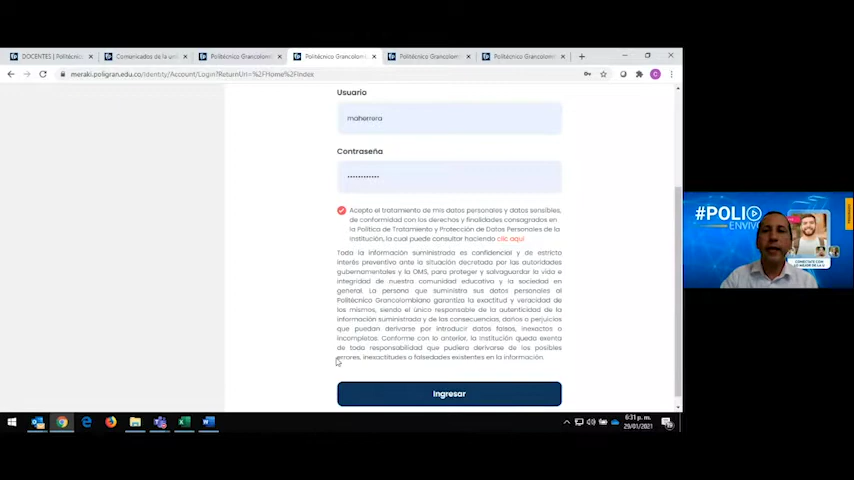 DOCENTES | Politécnic
Comunicados de la uni
Politécnico Grancolom
Politécnico Grancolom
Politécnico Grancolom
Politécnico Grancolom
meraki.poligran.edu.co/Identity/Account/Login?ReturnUrl=%2FHome%2FIndex
Usuario
maherrera
Contraseña
Acepto el tratamiento de mis datos personales y datos sensibles,
de conformidad con los derechos y finalidades consagrados en
la Política de Tratamiento y Protección de Datos Personales de la
Institución, la cual puede consultar haciendo clic aquí
Toda la información suministrada es confidencial y de estricto
interés preventivo ante la situación decretada por las autoridades
gubernamentales y la OMS, para proteger y salvaguardar la vida e
integridad de nuestra comunidad educativa y la sociedad en
general. La persona que suministra sus datos personales al
Politécnico Grancolombiano garantiza la exactitud y veracidad de
los mismos, siendo el único responsable de la autenticidad de la
información suministrada y de las consecuencias, daños o perjuicios
que puedan derivarse por introducir datos falsos, inexactos o
incompletos: Conforme con lo anterior, la Institución queda exenta
de toda responsabilidad que pudiera derivarse de los posibles
errores, inexactitudes o falsedades existentes en la información.
Ingresar
#POLI
ENVIV
CONÉCTATE CON
LO MEJOR DE LA U
6:31 p. m.
29/01/2021